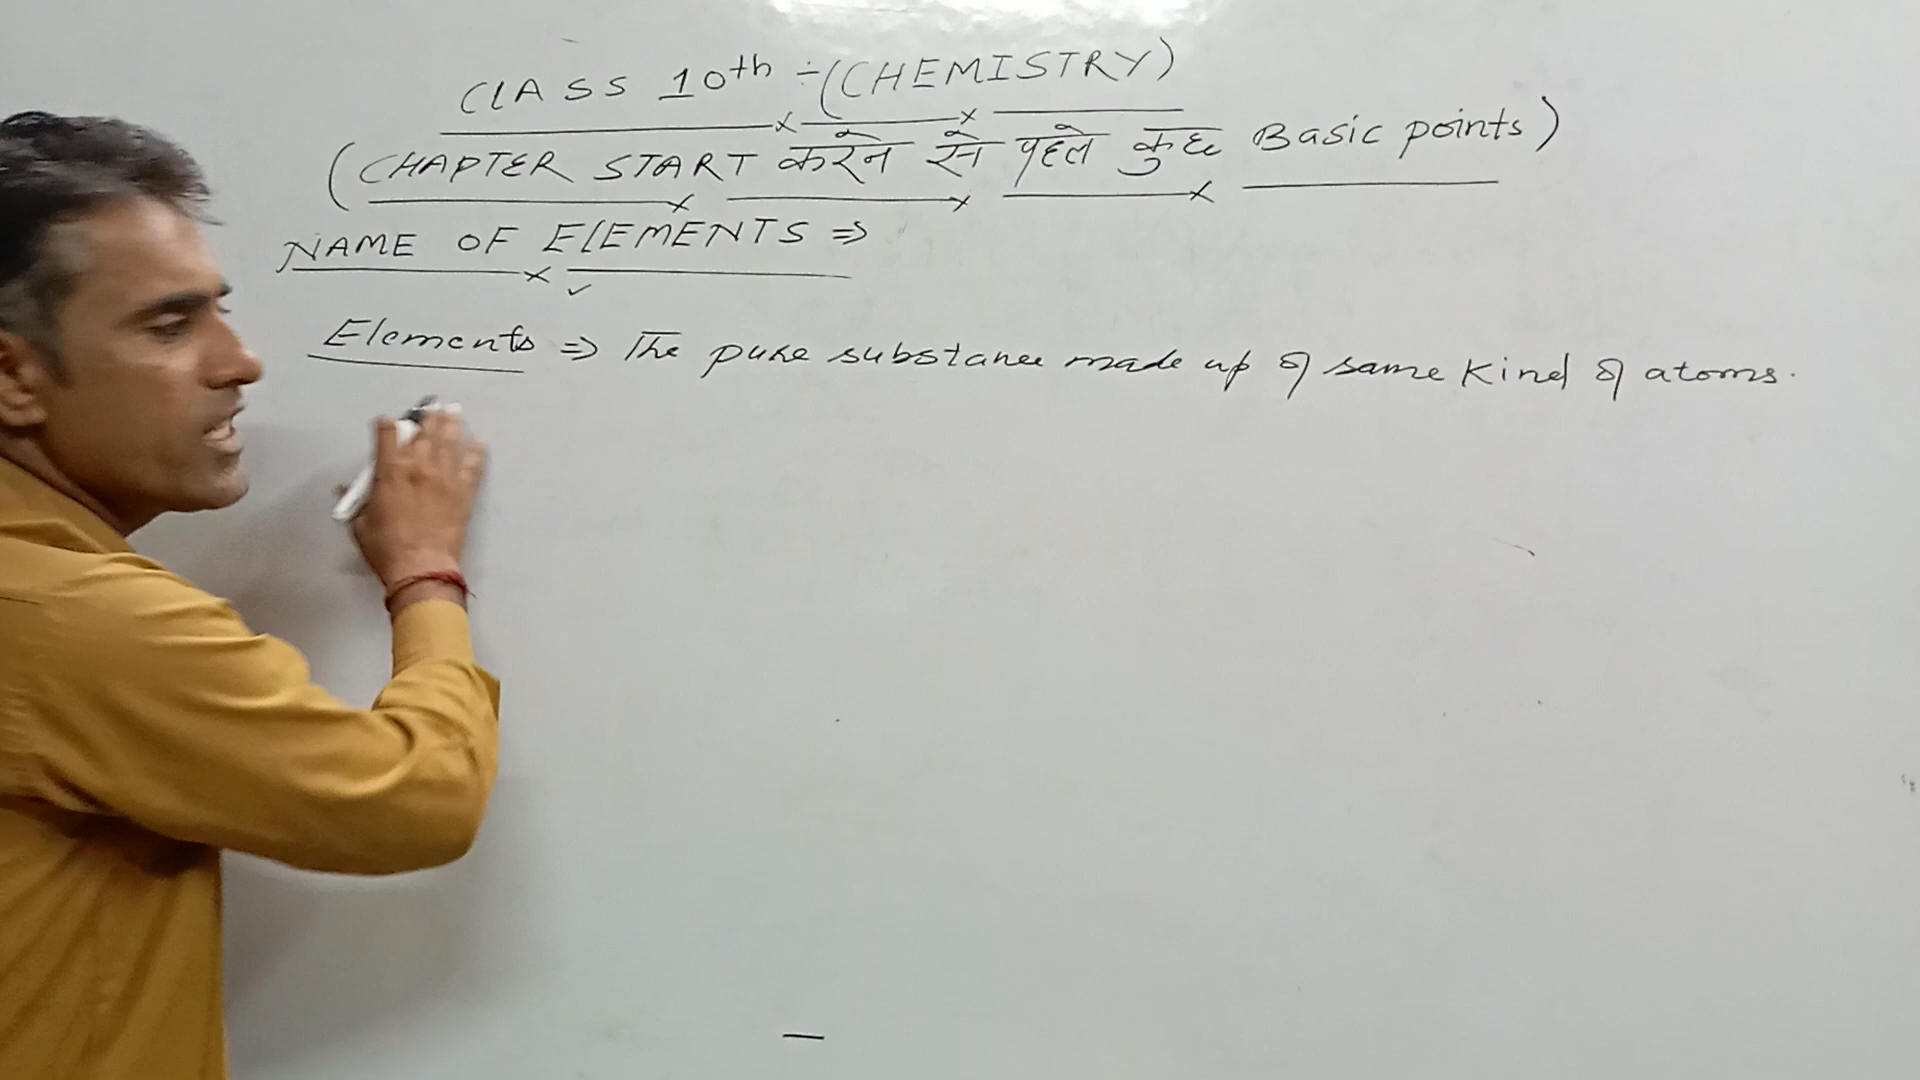 CLASS 10th ÷ (CHEMISTRY)
(CHAPTER START करने से पहले कुछ Basic points)
NAME OF ELEMENTS ⇒
Elements ⇒ The pure substance made up of same kind of atoms.